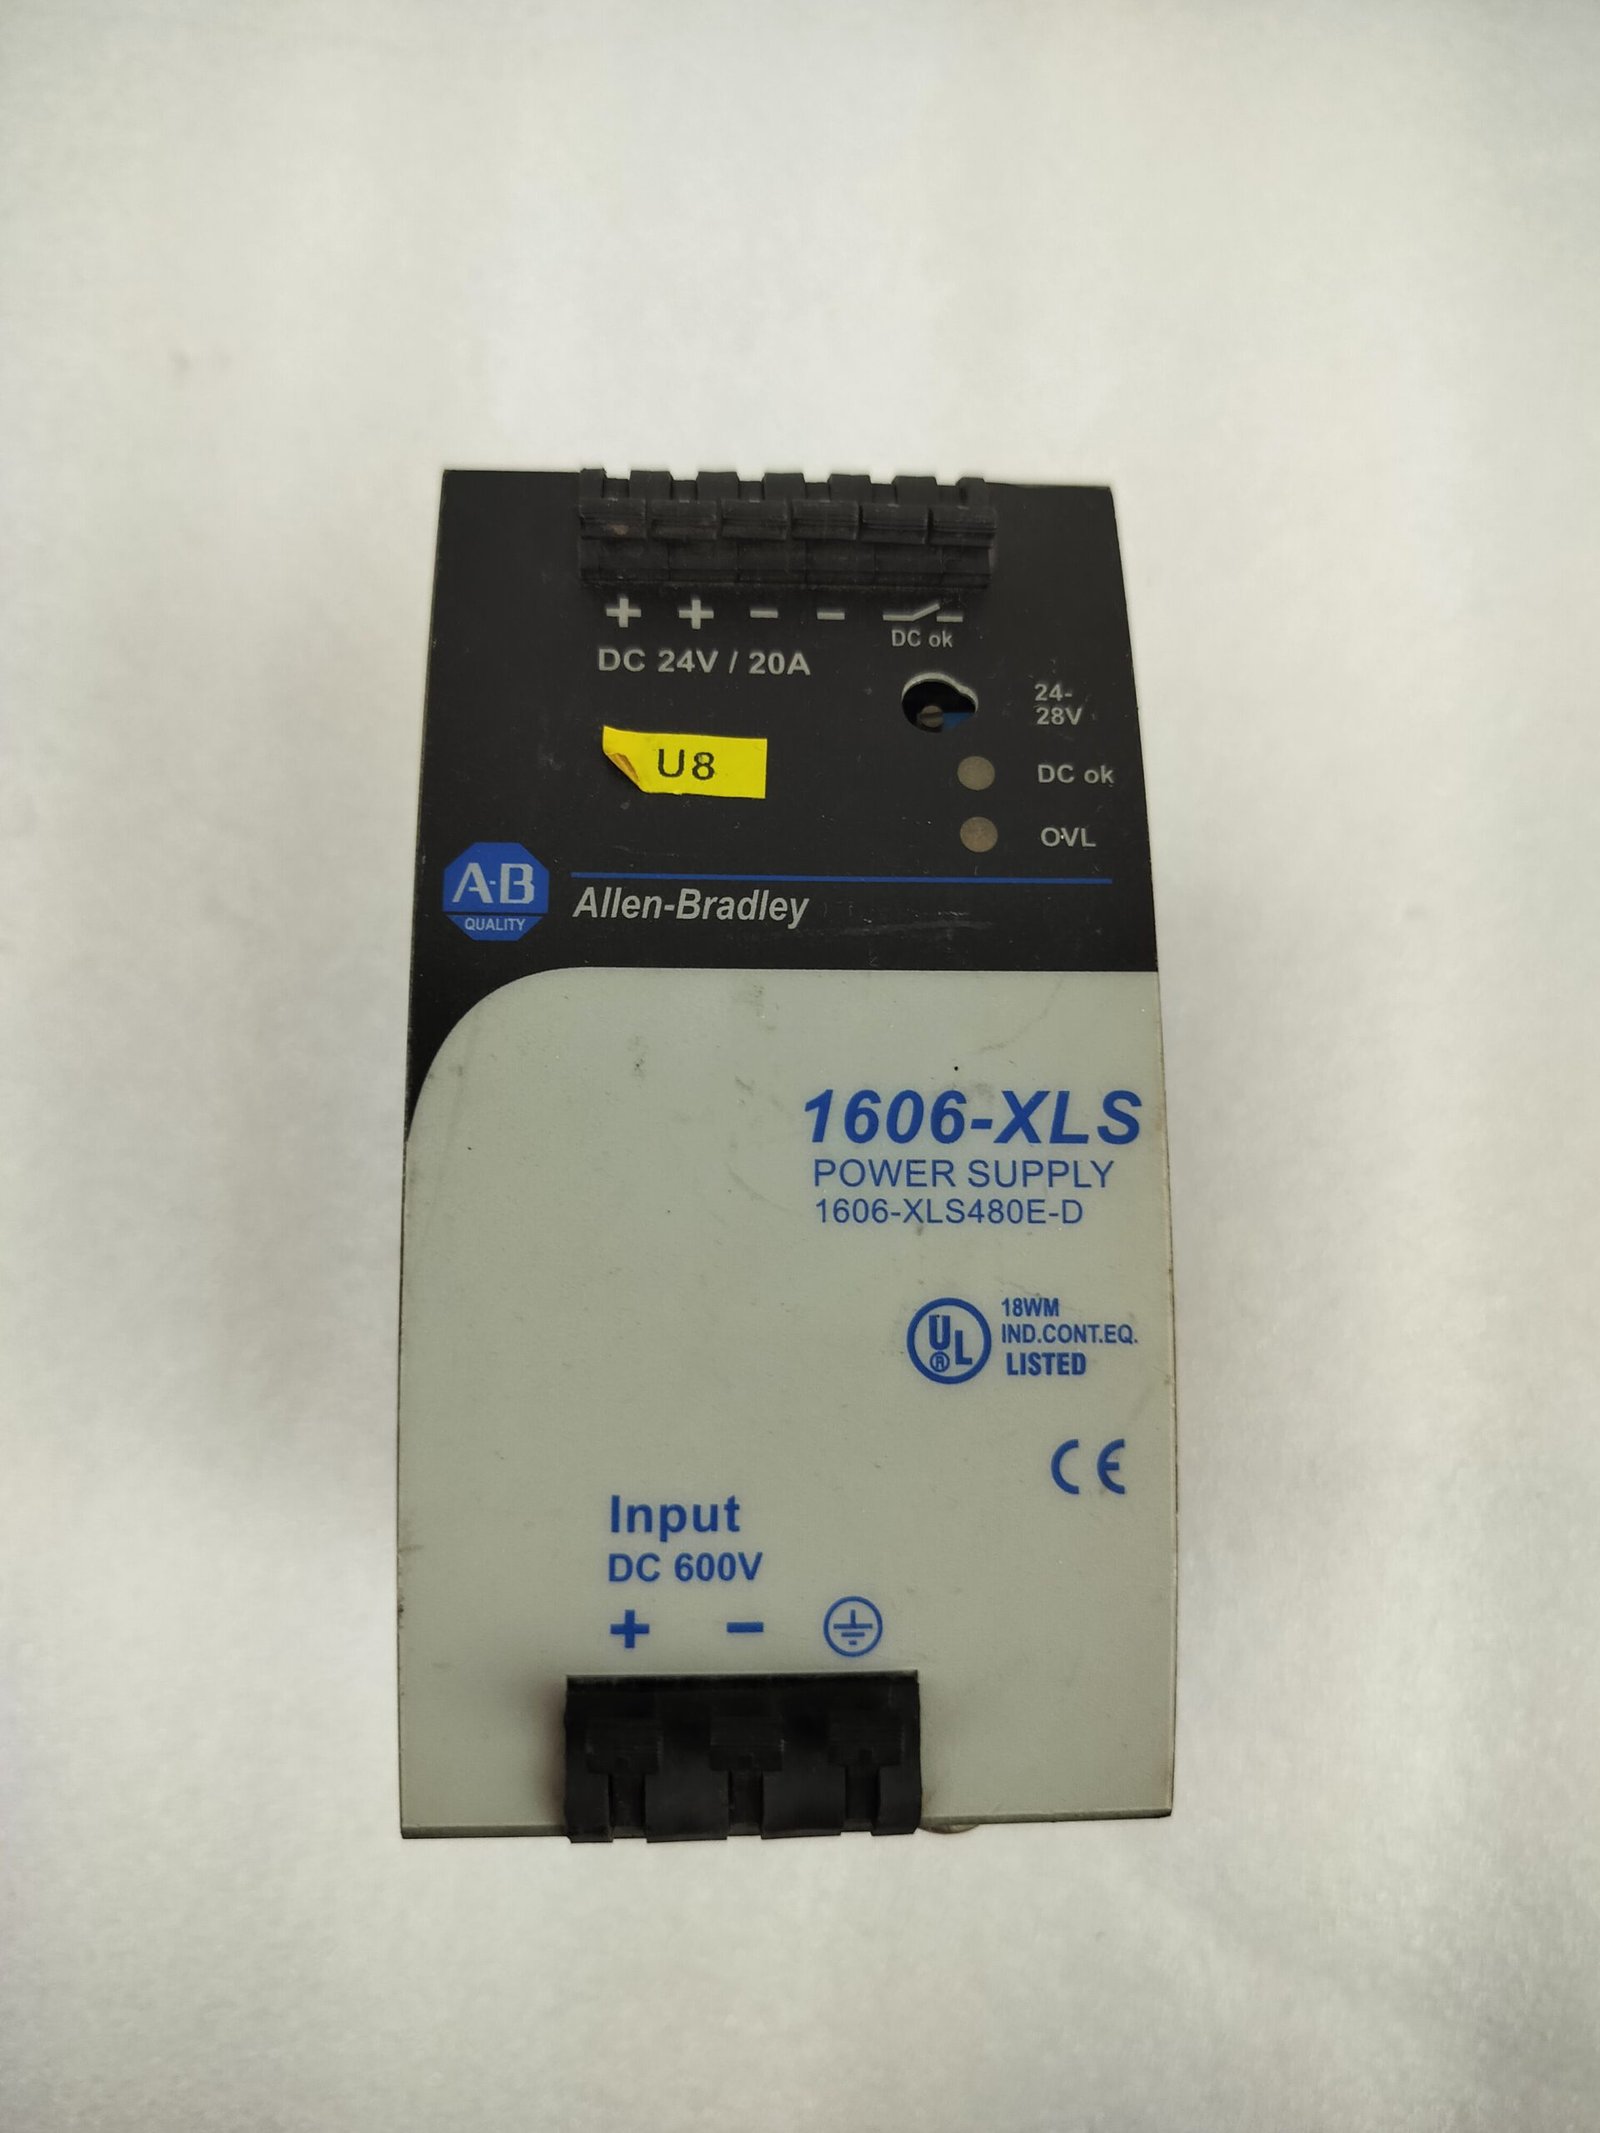 + + − −
DC ok
DC 24V / 20A
24-
28V
U8
DC ok
OVL
A-B
QUALITY
Allen-Bradley
1606-XLS
POWER SUPPLY
1606-XLS480E-D
UL
®
18WM
IND.CONT.EQ.
LISTED
CE
Input
DC 600V
+ −